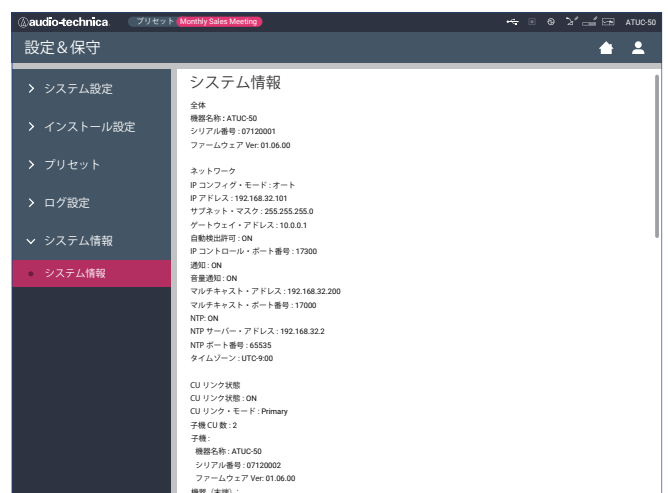 audio-technica プリセット Monthly Sales Meeting ATUC-50
設定＆保守
システム設定
インストール設定
プリセット
ログ設定
システム情報
システム情報
システム情報
全体
機器名称 : ATUC-50
シリアル番号 : 07120001
ファームウェア Ver: 01.06.00
ネットワーク
IP コンフィグ・モード : オート
IP アドレス : 192.168.32.101
サブネット・マスク : 255.255.255.0
ゲートウェイ・アドレス : 10.0.0.1
自動検出許可 : ON
IP コントロール・ポート番号 : 17300
通知 : ON
音量通知 : ON
マルチキャスト・アドレス : 192.168.32.200
マルチキャスト・ポート番号 : 17000
NTP: ON
NTP サーバー・アドレス : 192.168.32.2
NTP ポート番号 : 65535
タイムゾーン : UTC-9:00
CU リンク状態
CU リンク状態 : ON
CU リンク・モード : Primary
子機 CU 数 : 2
子機 :
機器名称 : ATUC-50
シリアル番号 : 07120002
ファームウェア Ver: 01.06.00
機器（末端）: